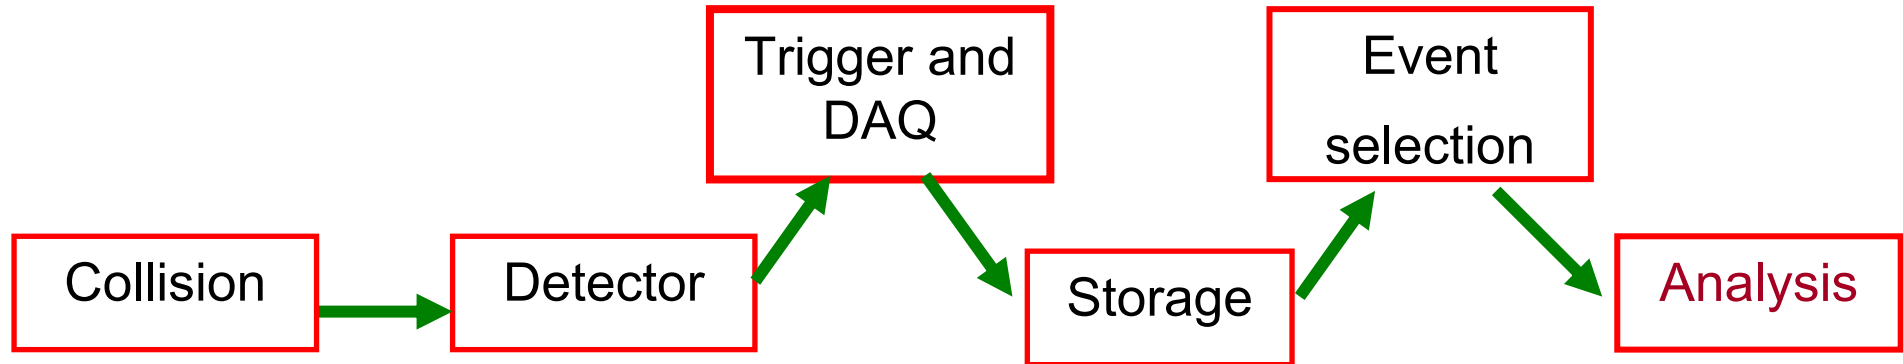 Collision
Detector
Trigger and
DAQ
Storage
Event
selection
Analysis